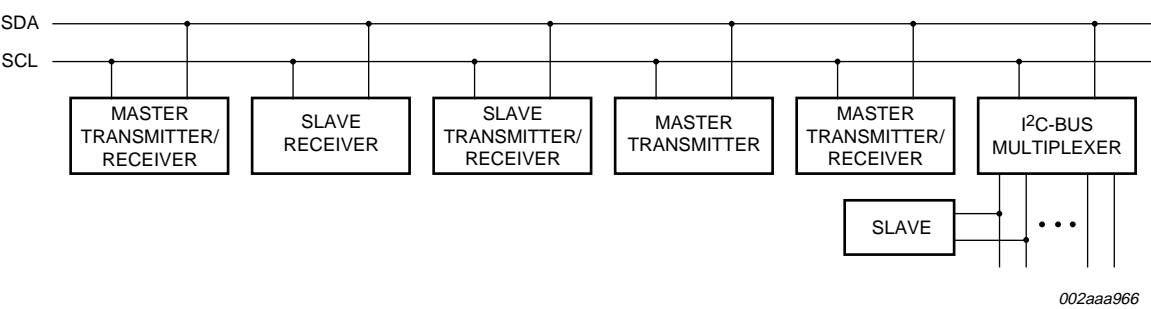 SDA
SCL
MASTER
TRANSMITTER/
RECEIVER
SLAVE
RECEIVER
SLAVE
TRANSMITTER/
RECEIVER
MASTER
TRANSMITTER
MASTER
TRANSMITTER/
RECEIVER
I²C-BUS
MULTIPLEXER
SLAVE
002aaa966